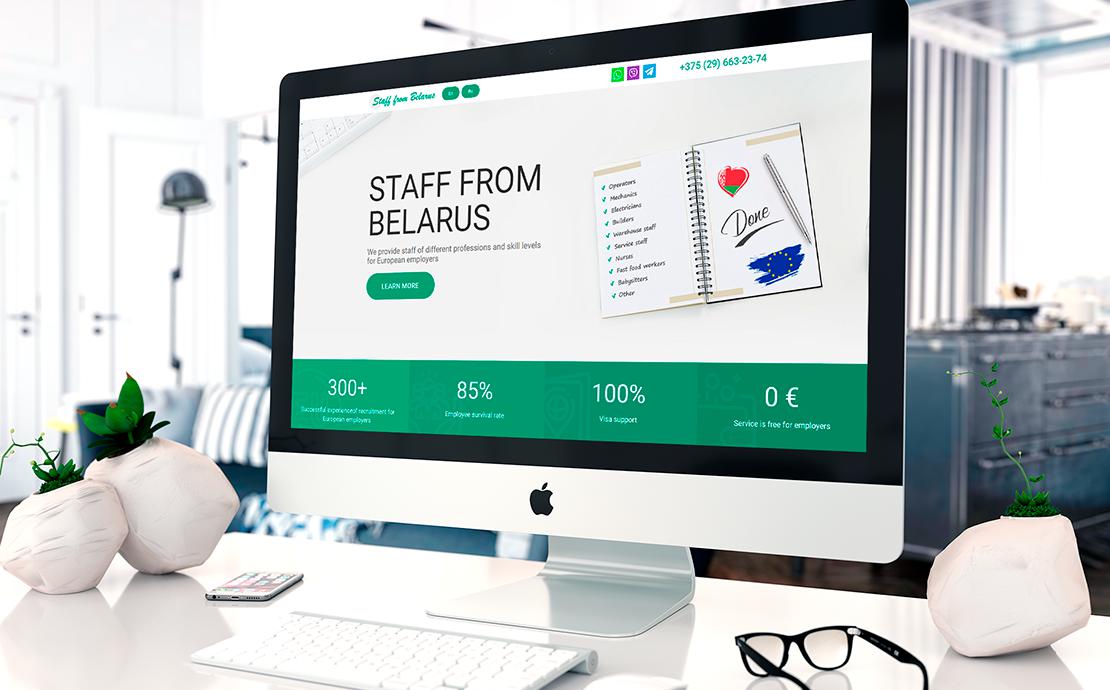 Staff from Belarus
+375 (29) 663-23-74
STAFF FROM
BELARUS
We provide staff of different professions and skill levels
for European employers
LEARN MORE
Operators
Mechanics
Electricians
Builders
Warehouse staff
Service staff
Nurses
Fast food workers
Babysitters
Other
Done
300+
Successful experience of recruitment for
European employers
85%
Employee survival rate
100%
Visa support
0 €
Service is free for employers